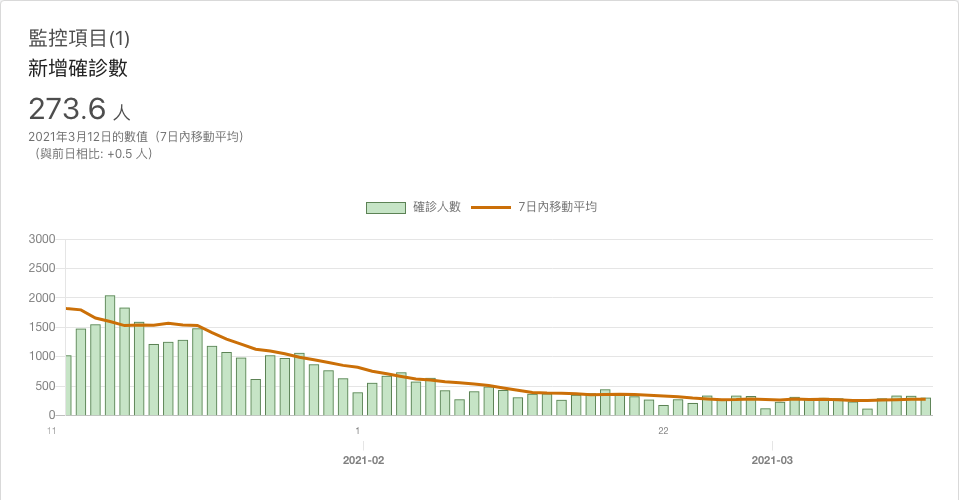 監控項目(1)
新增確診數
273.6 人
2021年3月12日的數值（7日內移動平均）
（與前日相比: +0.5 人）
確診人數 7日內移動平均
3000
2500
2000
1500
1000
500
0
11 1 22
2021-02 2021-03